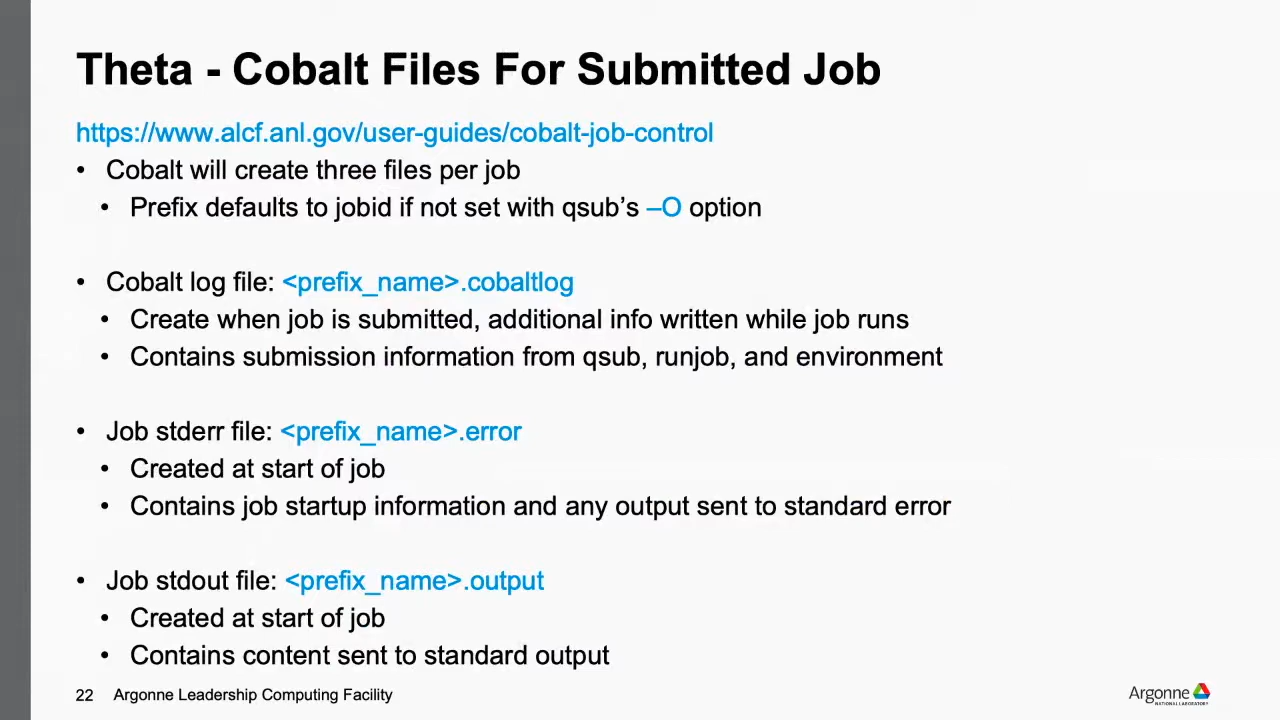 Theta - Cobalt Files For Submitted Job
https://www.alcf.anl.gov/user-guides/cobalt-job-control
• Cobalt will create three files per job
• Prefix defaults to jobid if not set with qsub’s –O option
• Cobalt log file: <prefix_name>.cobaltlog
• Create when job is submitted, additional info written while job runs
• Contains submission information from qsub, runjob, and environment
• Job stderr file: <prefix_name>.error
• Created at start of job
• Contains job startup information and any output sent to standard error
• Job stdout file: <prefix_name>.output
• Created at start of job
• Contains content sent to standard output
22 Argonne Leadership Computing Facility
Argonne
NATIONAL LABORATORY